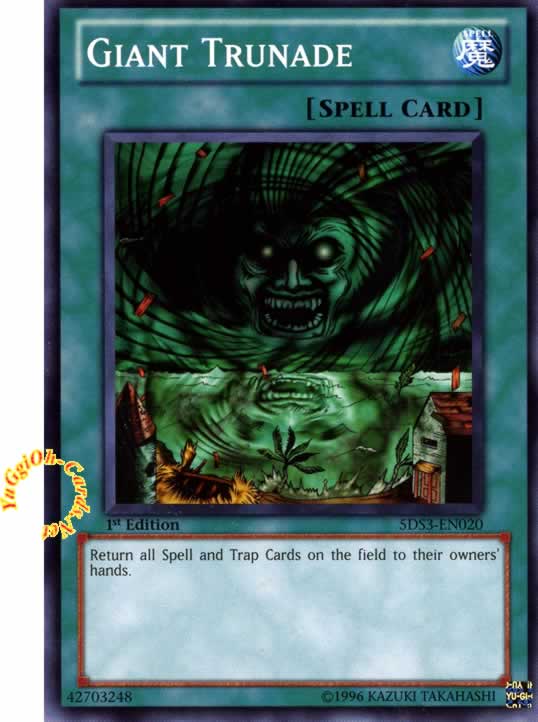 GIANT TRUNADE
SPELL
魔
[SPELL CARD]
YuGgiOh-Cards.Net
1st Edition
5DS3-EN020
Return all Spell and Trap Cards on the field to their owners'
hands.
42703248
©1996 KAZUKI TAKAHASHI